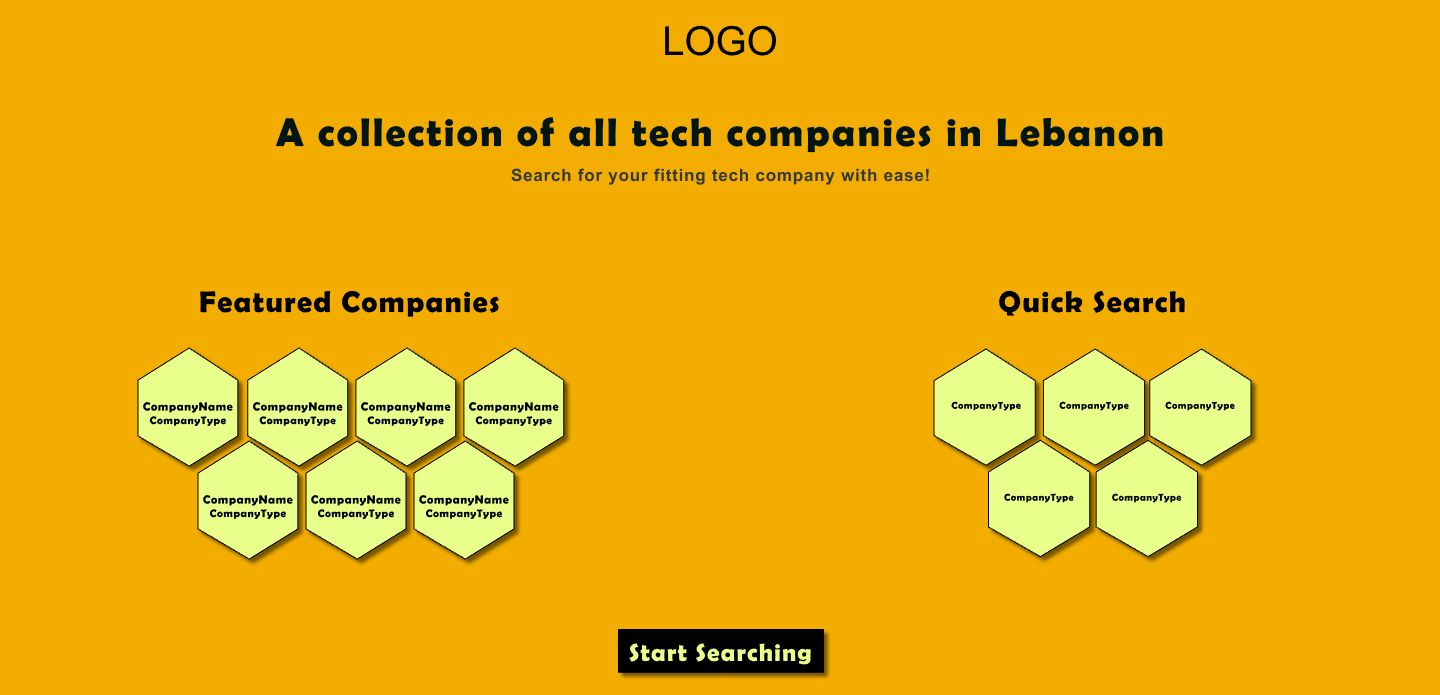 LOGO
A collection of all tech companies in Lebanon
Search for your fitting tech company with ease!
Featured Companies
CompanyName
CompanyType
CompanyName
CompanyType
CompanyName
CompanyType
CompanyName
CompanyType
CompanyName
CompanyType
CompanyName
CompanyType
CompanyName
CompanyType
Quick Search
CompanyType
CompanyType
CompanyType
CompanyType
CompanyType
Start Searching